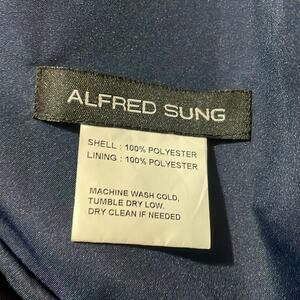 ALFRED SUNG
SHELL : 100% POLYESTER
LINING : 100% POLYESTER
MACHINE WASH COLD,
TUMBLE DRY LOW.
DRY CLEAN IF NEEDED